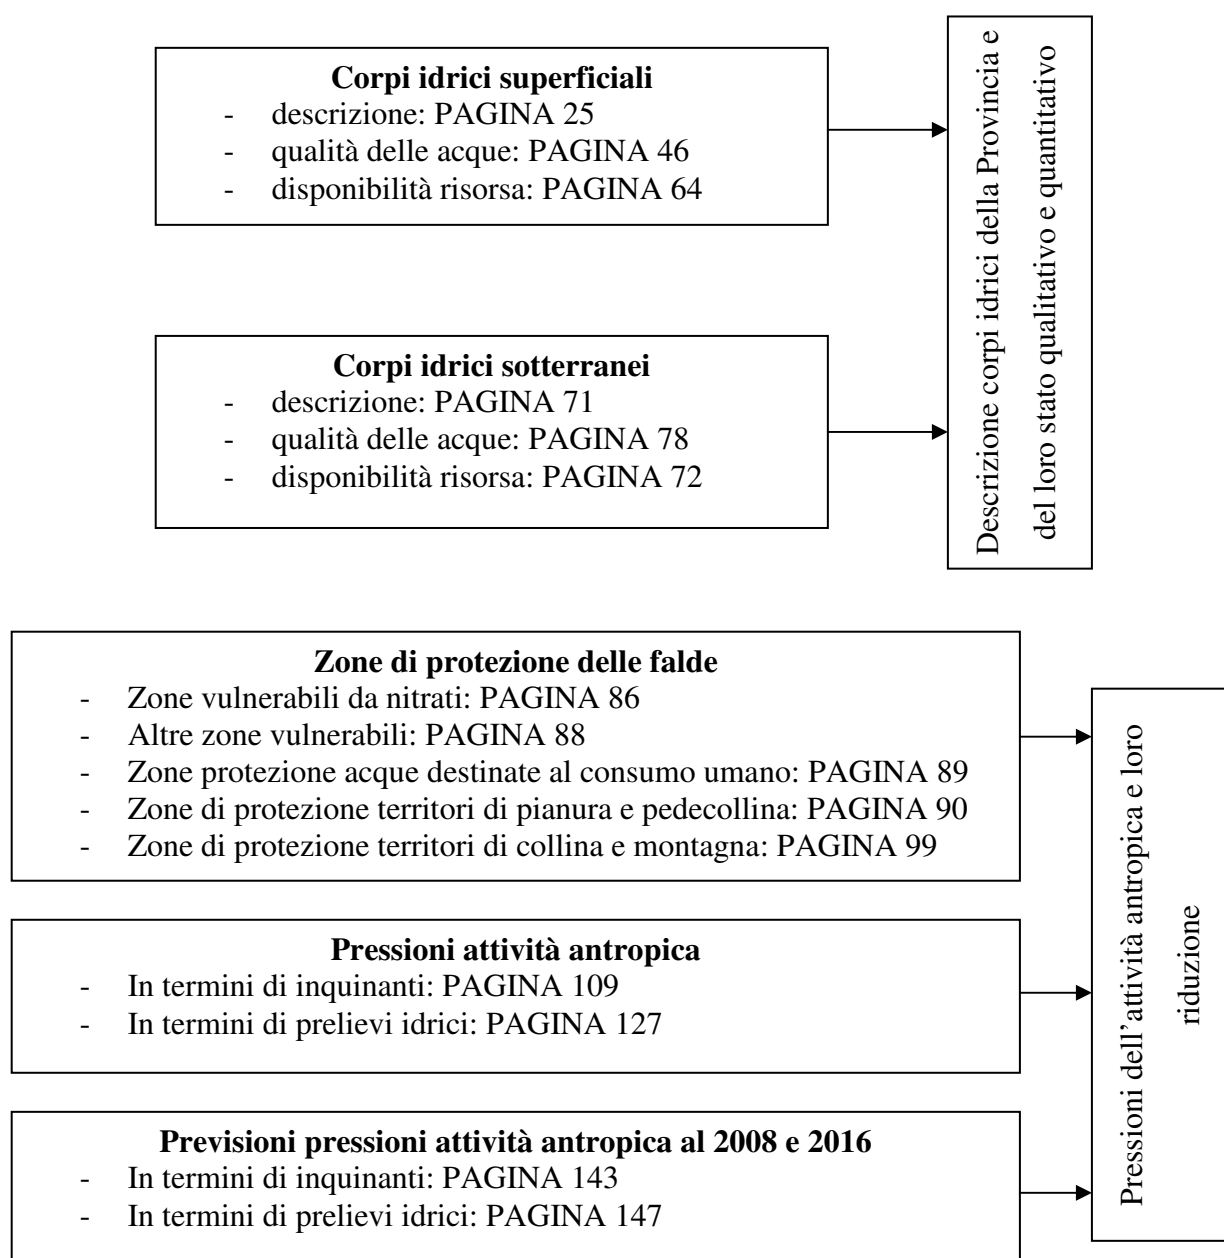 Corpi idrici superficiali
- descrizione: PAGINA 25
- qualità delle acque: PAGINA 46
- disponibilità risorsa: PAGINA 64
Corpi idrici sotterranei
- descrizione: PAGINA 71
- qualità delle acque: PAGINA 78
- disponibilità risorsa: PAGINA 72
Descrizione corpi idrici della Provincia e
del loro stato qualitativo e quantitativo
Zone di protezione delle falde
- Zone vulnerabili da nitrati: PAGINA 86
- Altre zone vulnerabili: PAGINA 88
- Zone protezione acque destinate al consumo umano: PAGINA 89
- Zone di protezione territori di pianura e pedecollina: PAGINA 90
- Zone di protezione territori di collina e montagna: PAGINA 99
Pressioni attività antropica
- In termini di inquinanti: PAGINA 109
- In termini di prelievi idrici: PAGINA 127
Previsioni pressioni attività antropica al 2008 e 2016
- In termini di inquinanti: PAGINA 143
- In termini di prelievi idrici: PAGINA 147
Pressioni dell'attività antropica e loro
riduzione